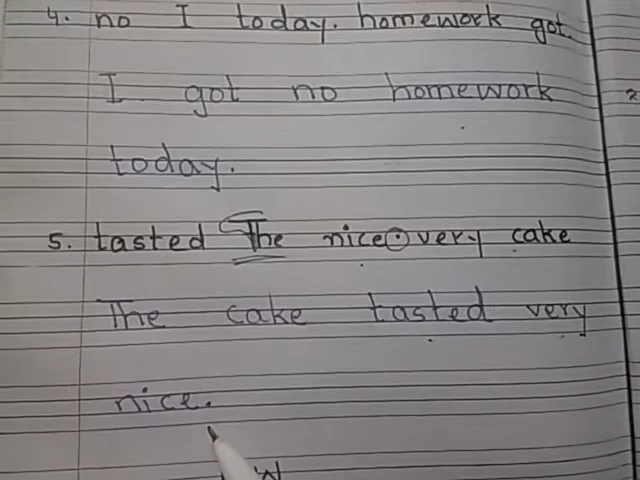 4. no I today. homework got
I got no homework
today.
5. tasted The nice. very cake
The cake tasted very
nice.